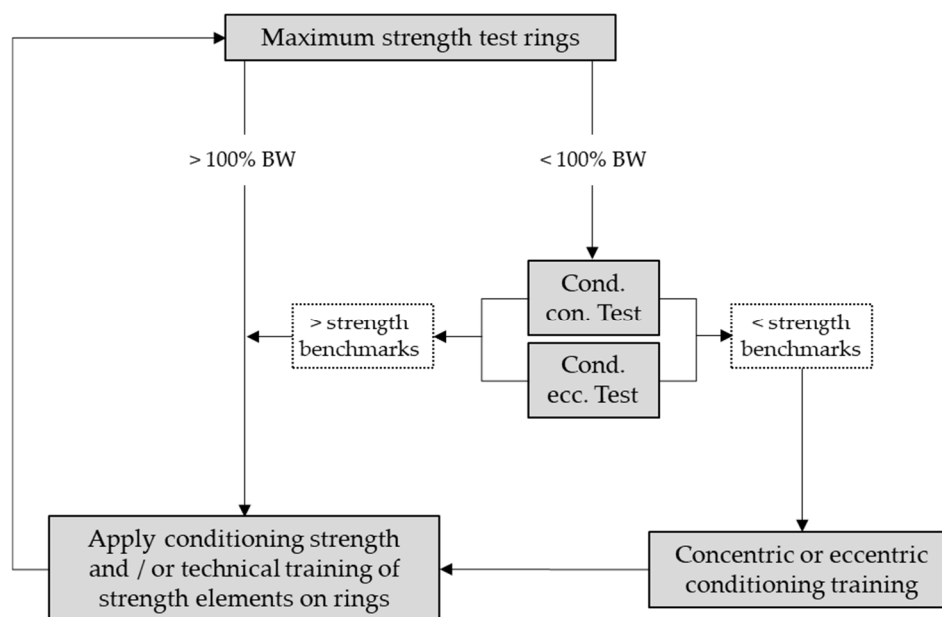 Maximum strength test rings
> 100% BW
< 100% BW
Cond.
con. Test
> strength
benchmarks
< strength
benchmarks
Cond.
ecc. Test
Apply conditioning strength
and / or technical training of
strength elements on rings
Concentric or eccentric
conditioning training